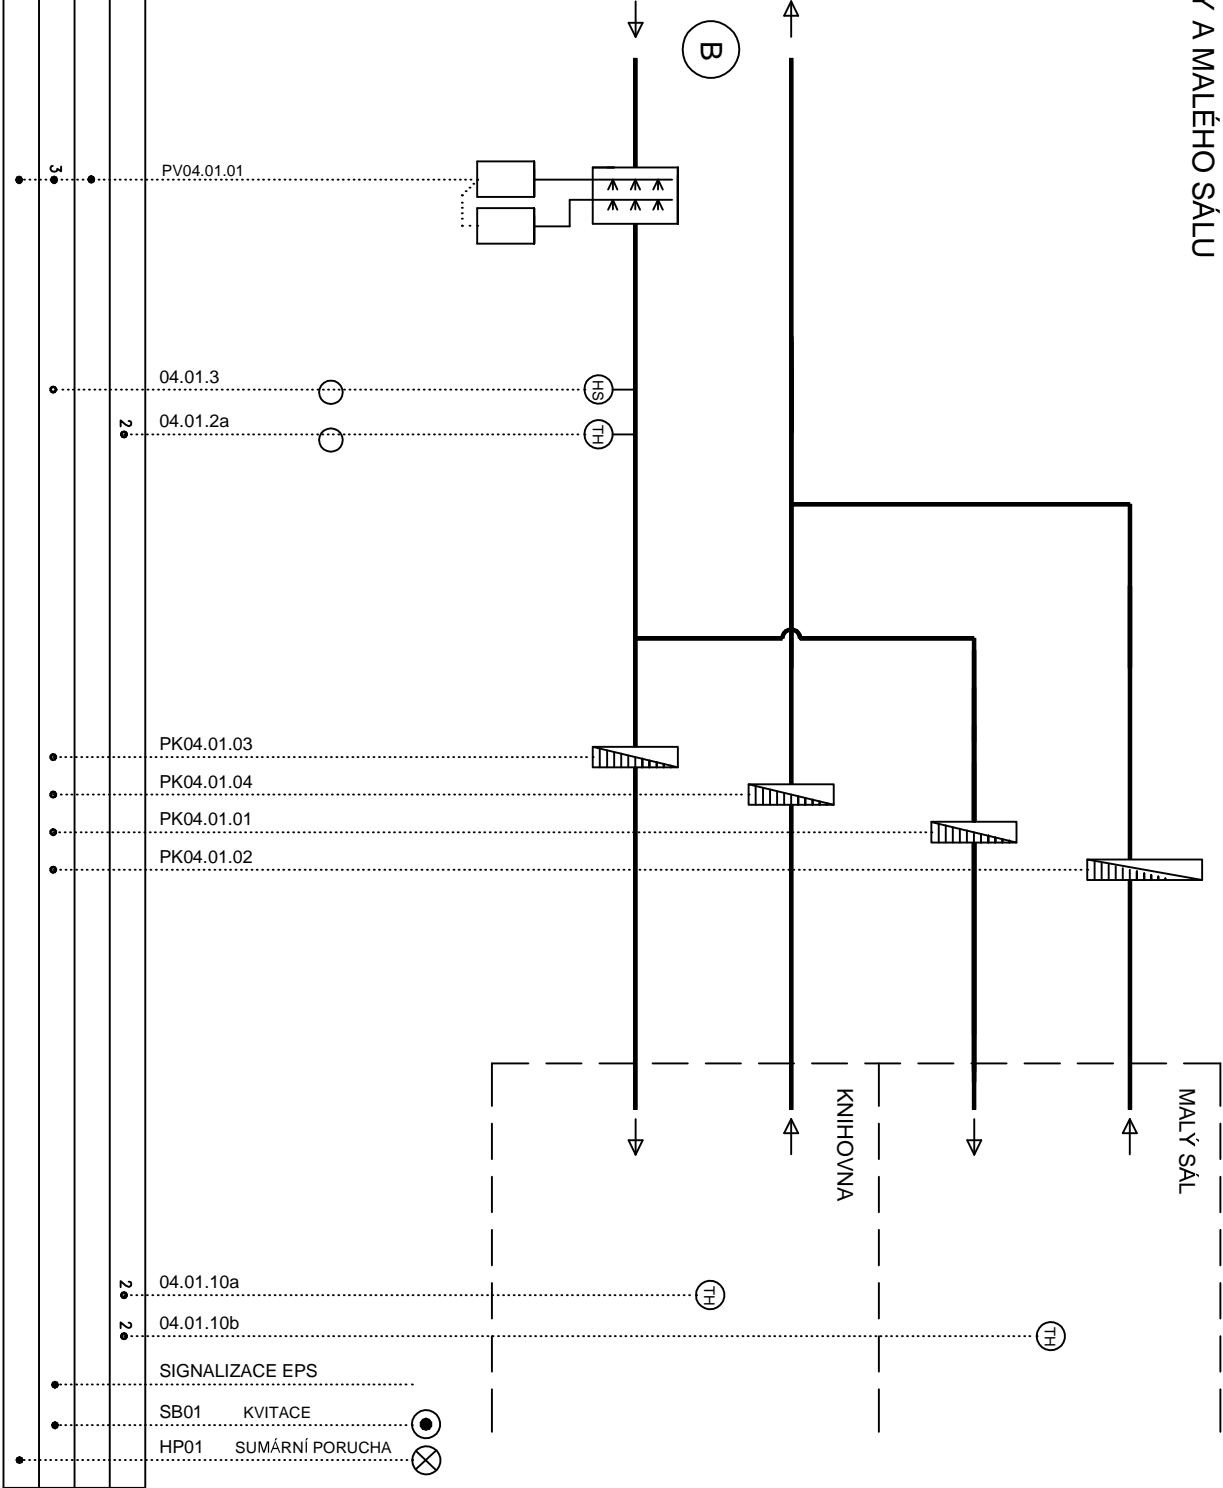 Y A MALÉHO SÁLU
B
3
PV04.01.01
04.01.3
HS
2
04.01.2a
TH
PK04.01.03
PK04.01.04
PK04.01.01
PK04.01.02
KNIHOVNA
MALÝ SÁL
2
04.01.10a
TH
2
04.01.10b
TH
SIGNALIZACE EPS
SB01 KVITACE
HP01 SUMÁRNÍ PORUCHA